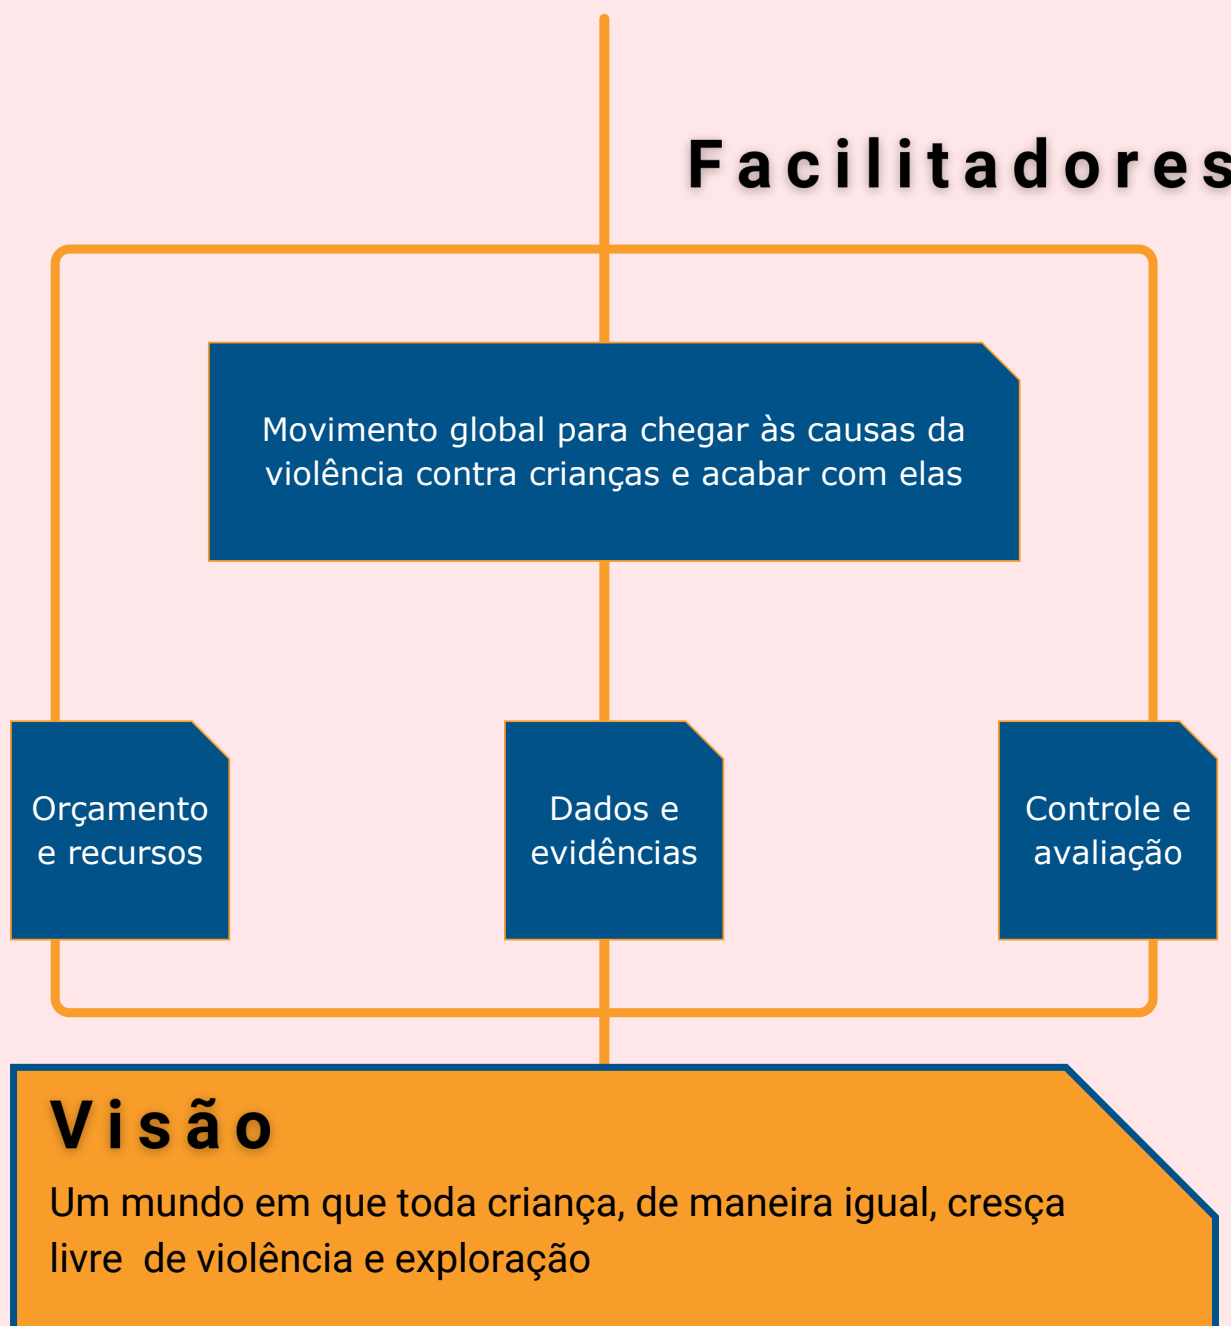 Facilitadores
Movimento global para chegar às causas da
violência contra crianças e acabar com elas
Orçamento
e recursos
Dados e
evidências
Controle e
avaliação
Visão
Um mundo em que toda criança, de maneira igual, cresça
livre de violência e exploração